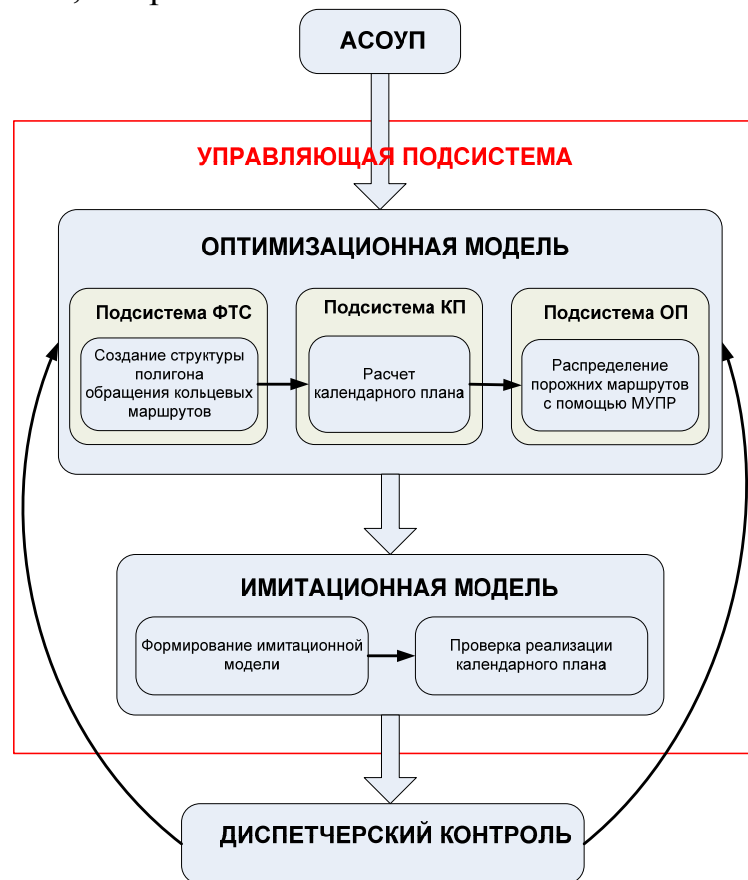 АСОУП
УПРАВЛЯЮЩАЯ ПОДСИСТЕМА
ОПТИМИЗАЦИОННАЯ МОДЕЛЬ
Подсистема ФТС
Создание структуры
полигона
обращения кольцевых
маршрутов
Подсистема КП
Расчет
календарного плана
Подсистема ОП
Распределение
порожних маршрутов
с помощью МУПР
ИМИТАЦИОННАЯ МОДЕЛЬ
Формирование имитационной
модели
Проверка реализации
календарного плана
ДИСПЕТЧЕРСКИЙ КОНТРОЛЬ